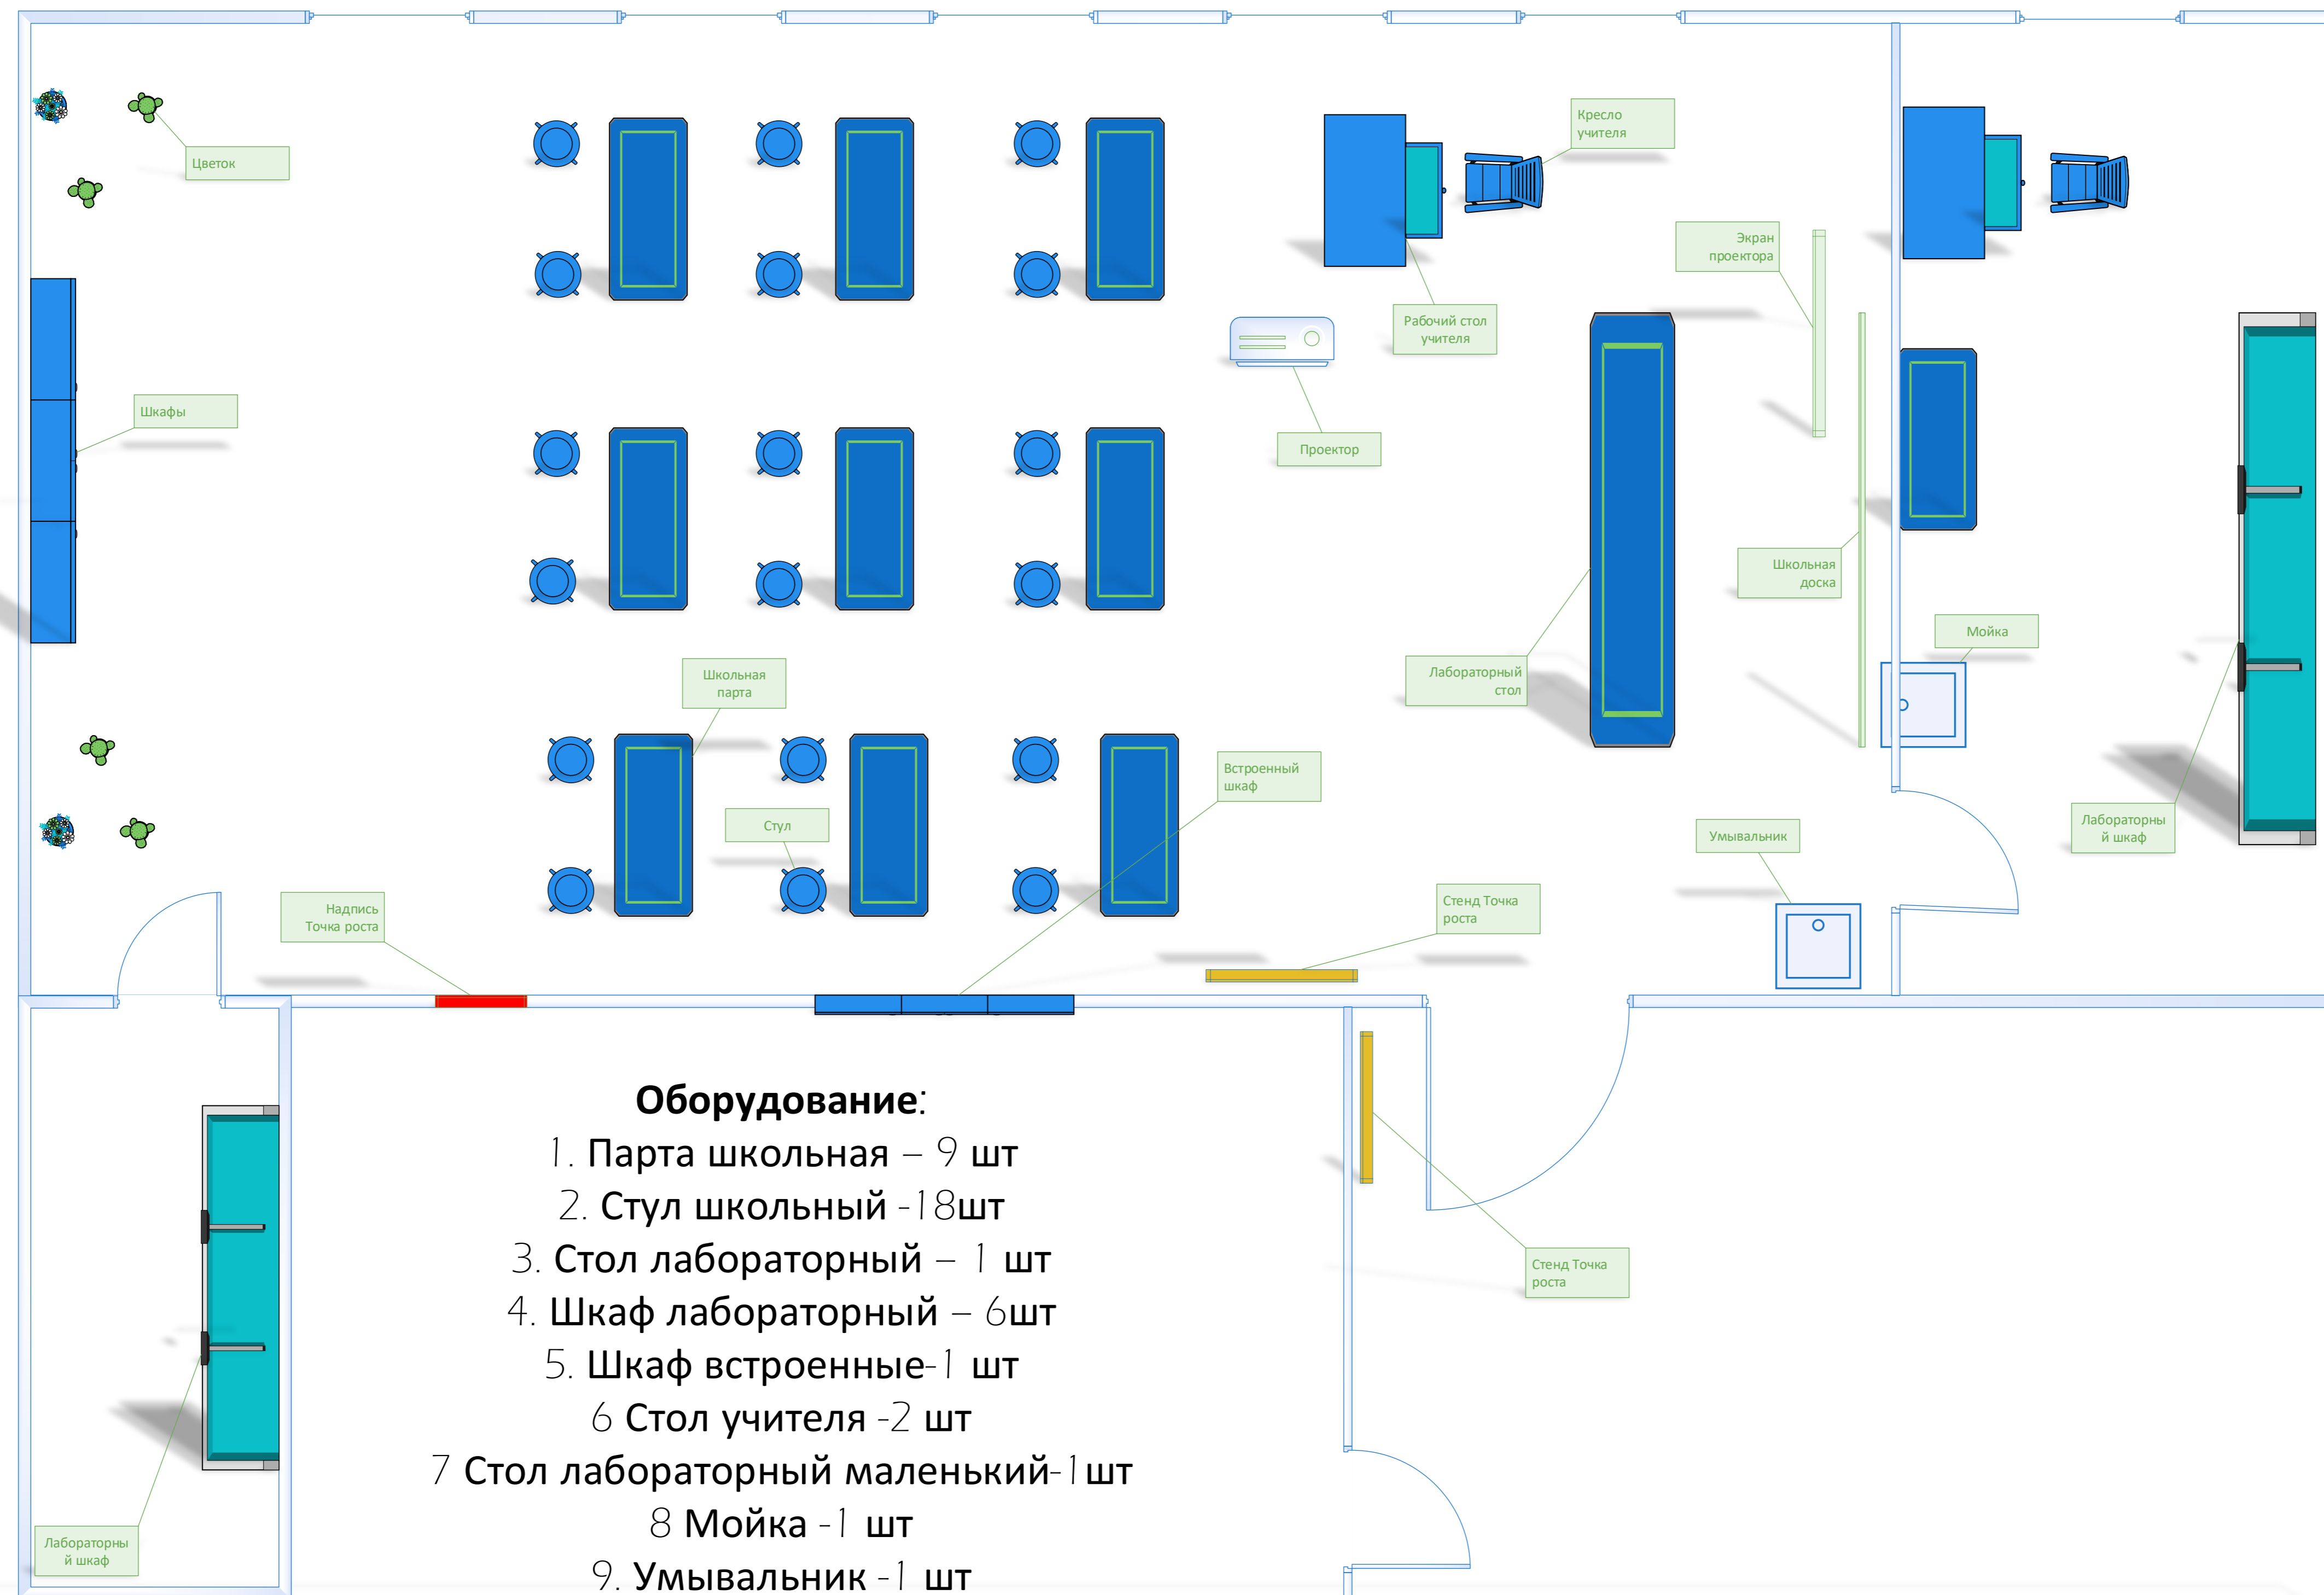 Кресло
учителя
Цветок
Экран
проектора
Рабочий стол
учителя
Шкафы
Проектор
Школьная
доска
Мойка
Школьная
парта
Лабораторный
стол
Встроенный
шкаф
Стул
Умывальник
Лабораторны
й шкаф
Надпись
Точка роста
Стенд Точка
роста
Оборудование:
1. Парта школьная – 9 шт
2. Стул школьный -18шт
3. Стол лабораторный – 1 шт
4. Шкаф лабораторный – 6шт
5. Шкаф встроенные-1 шт
6 Стол учителя -2 шт
7 Стол лабораторный маленький-1шт
8 Мойка -1 шт
9. Умывальник -1 шт
Стенд Точка
роста
Лабораторны
й шкаф